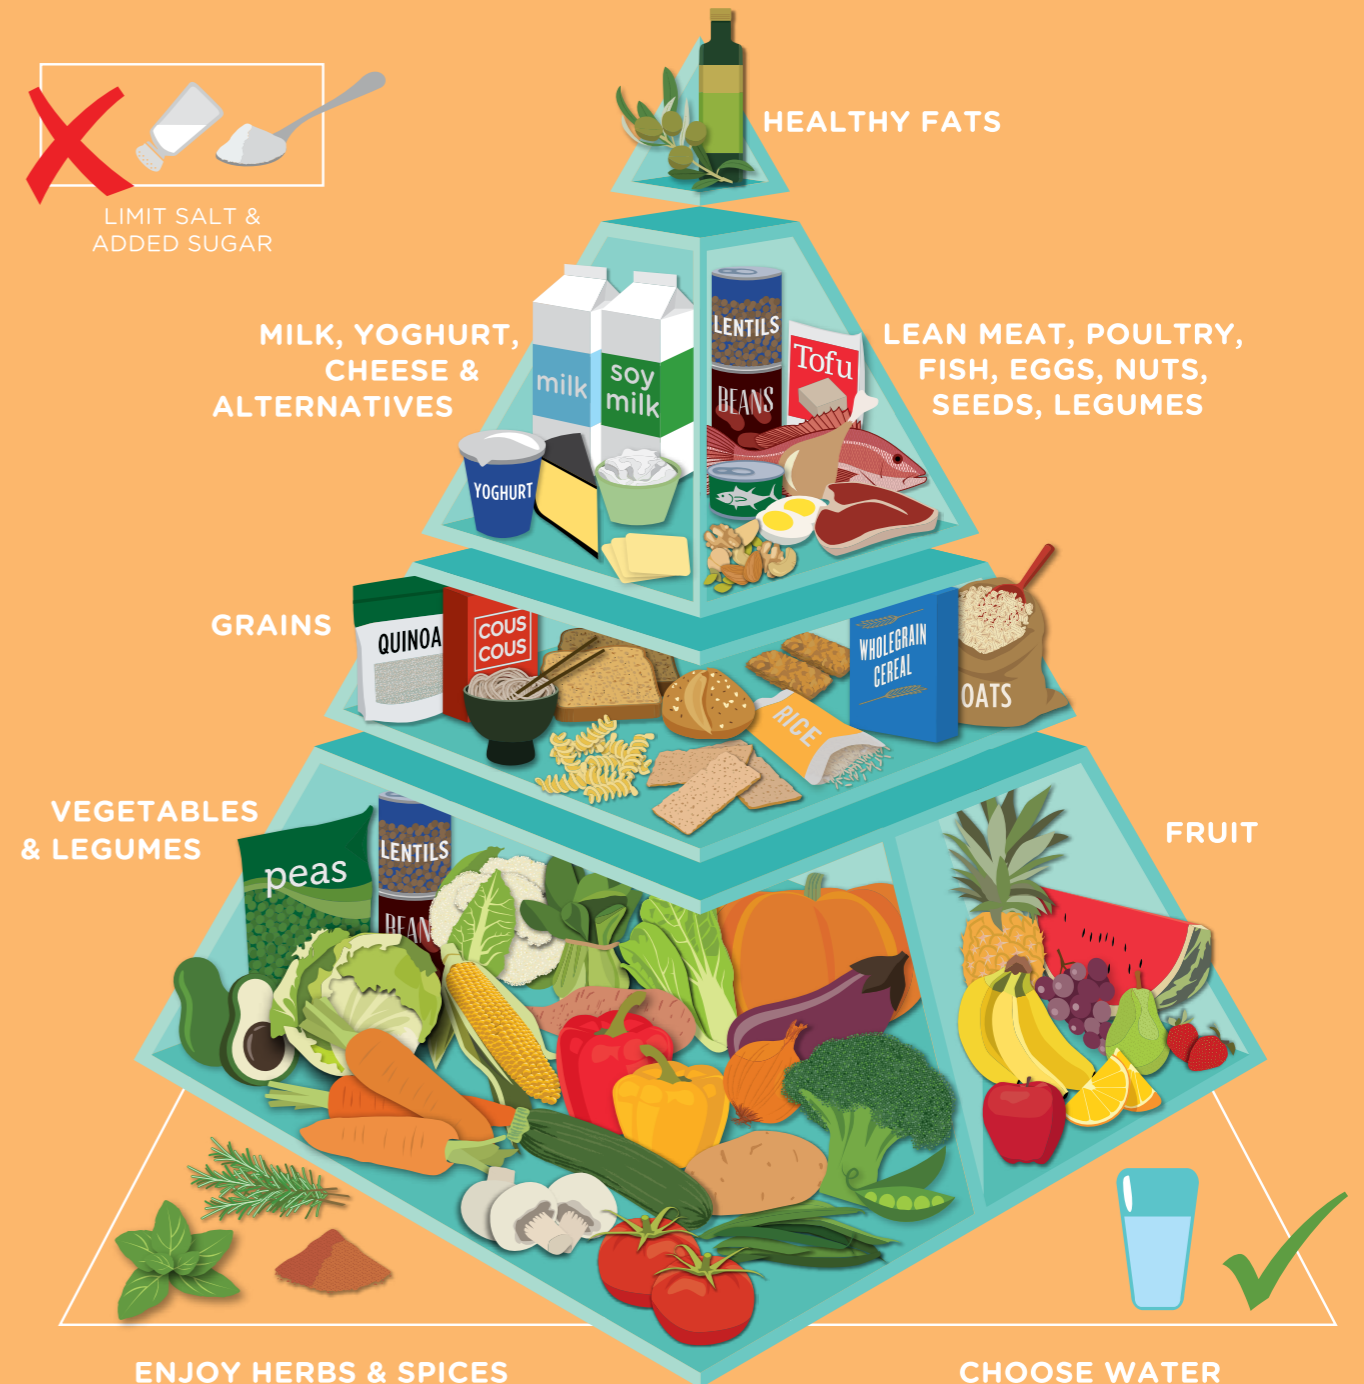 HEALTHY FATS
LIMIT SALT &
ADDED SUGAR
MILK, YOGHURT,
CHEESE &
ALTERNATIVES
LEAN MEAT, POULTRY,
FISH, EGGS, NUTS,
SEEDS, LEGUMES
milk
soy
milk
YOGHURT
LENTILS
BEANS
Tofu
GRAINS
QUINOA
COUS
COUS
RICE
WHOLEGRAIN
CEREAL
OATS
VEGETABLES
& LEGUMES
peas
LENTILS
BEAN
FRUIT
ENJOY HERBS & SPICES
CHOOSE WATER